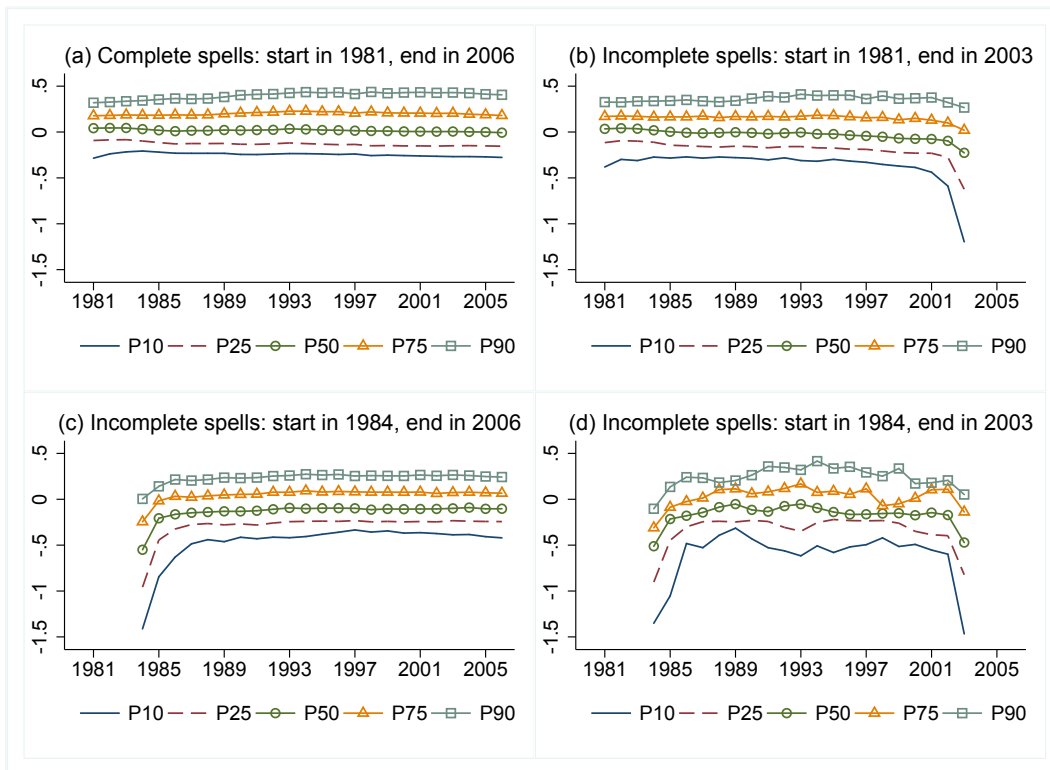 (a) Complete spells: start in 1981, end in 2006
.5
0
-.5
-1
-1.5
1981 1985 1989 1993 1997 2001 2005
P10 P25 P50 P75 P90
(b) Incomplete spells: start in 1981, end in 2003
.5
0
-.5
-1
-1.5
1981 1985 1989 1993 1997 2001 2005
P10 P25 P50 P75 P90
(c) Incomplete spells: start in 1984, end in 2006
.5
0
-.5
-1
-1.5
1981 1985 1989 1993 1997 2001 2005
P10 P25 P50 P75 P90
(d) Incomplete spells: start in 1984, end in 2003
.5
0
-.5
-1
-1.5
1981 1985 1989 1993 1997 2001 2005
P10 P25 P50 P75 P90